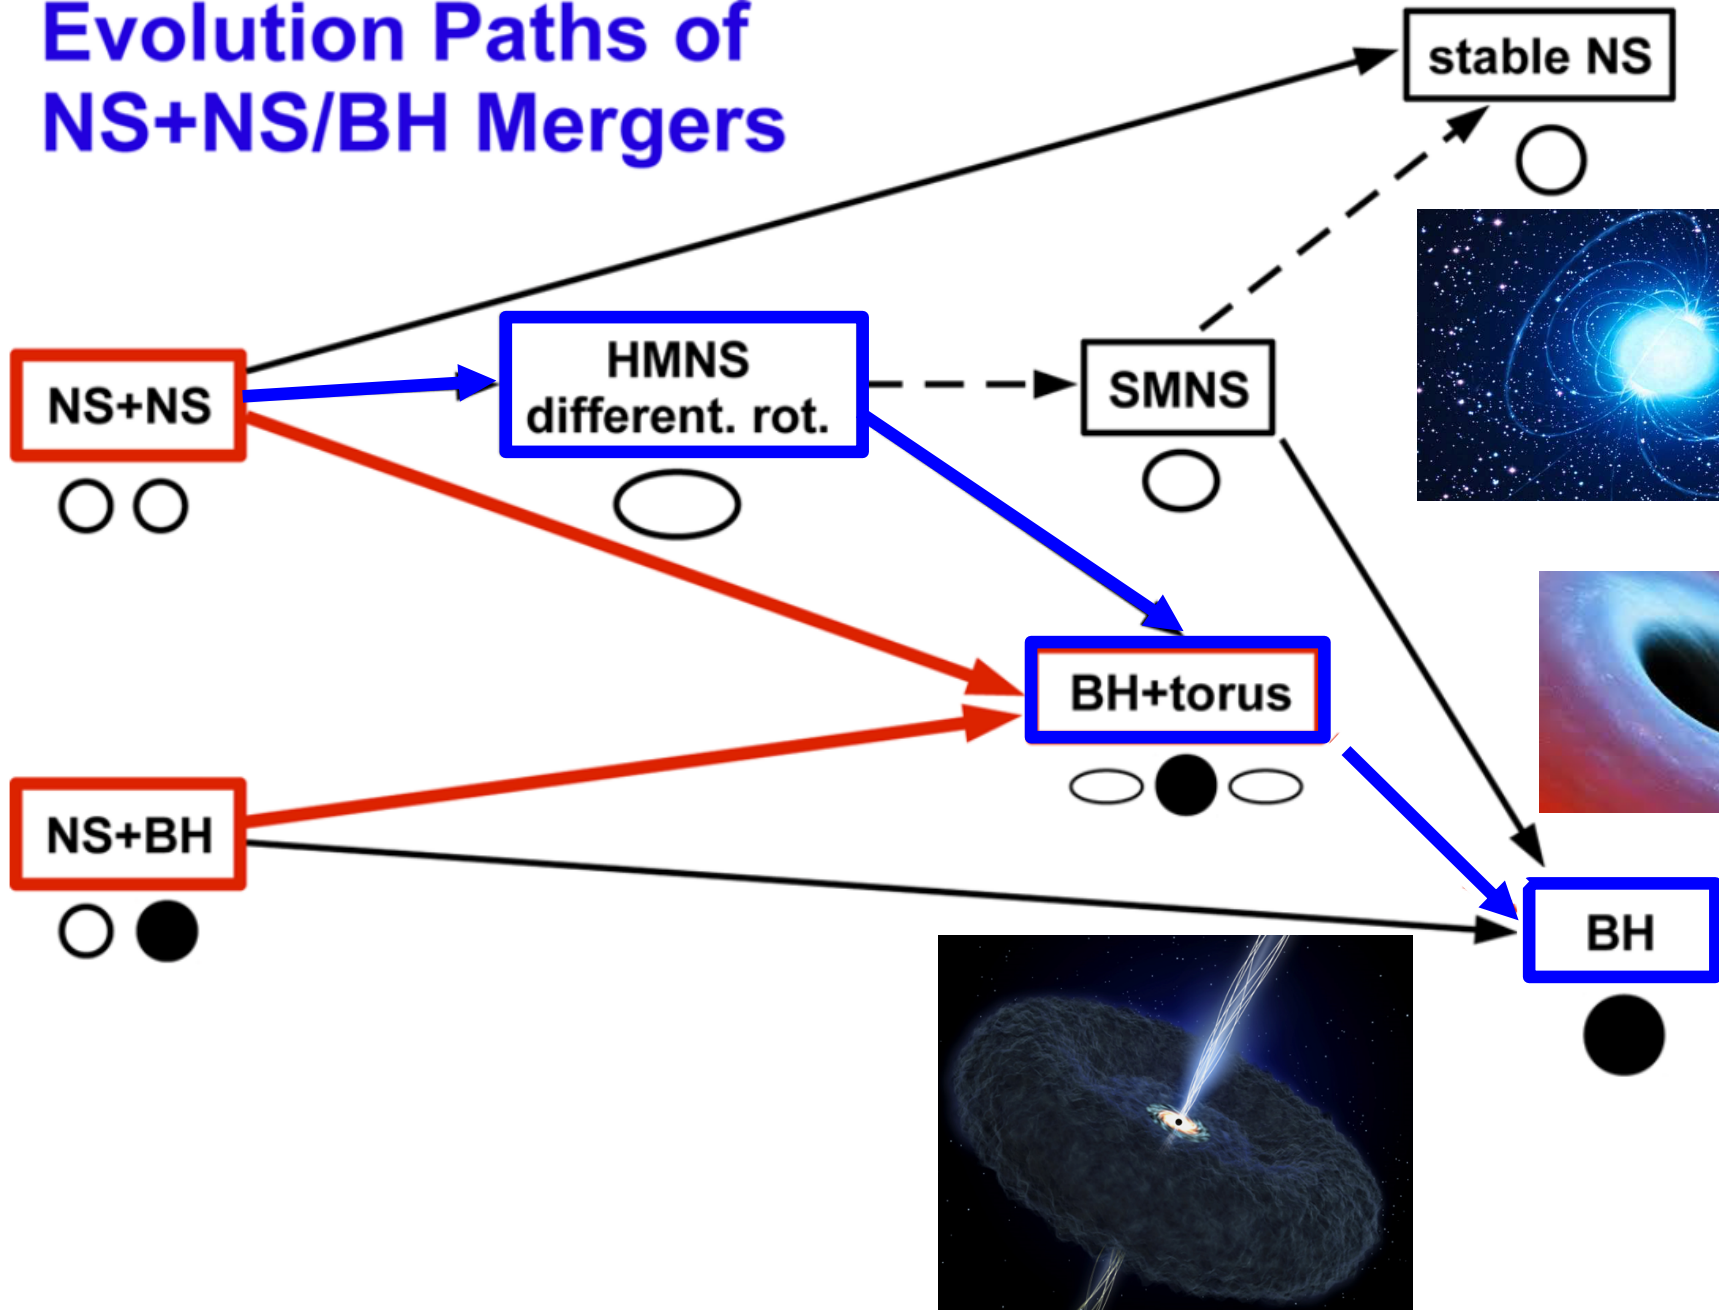 Evolution Paths of
NS+NS/BH Mergers
stable NS
NS+NS
HMNS
different. rot.
SMNS
BH+torus
NS+BH
BH